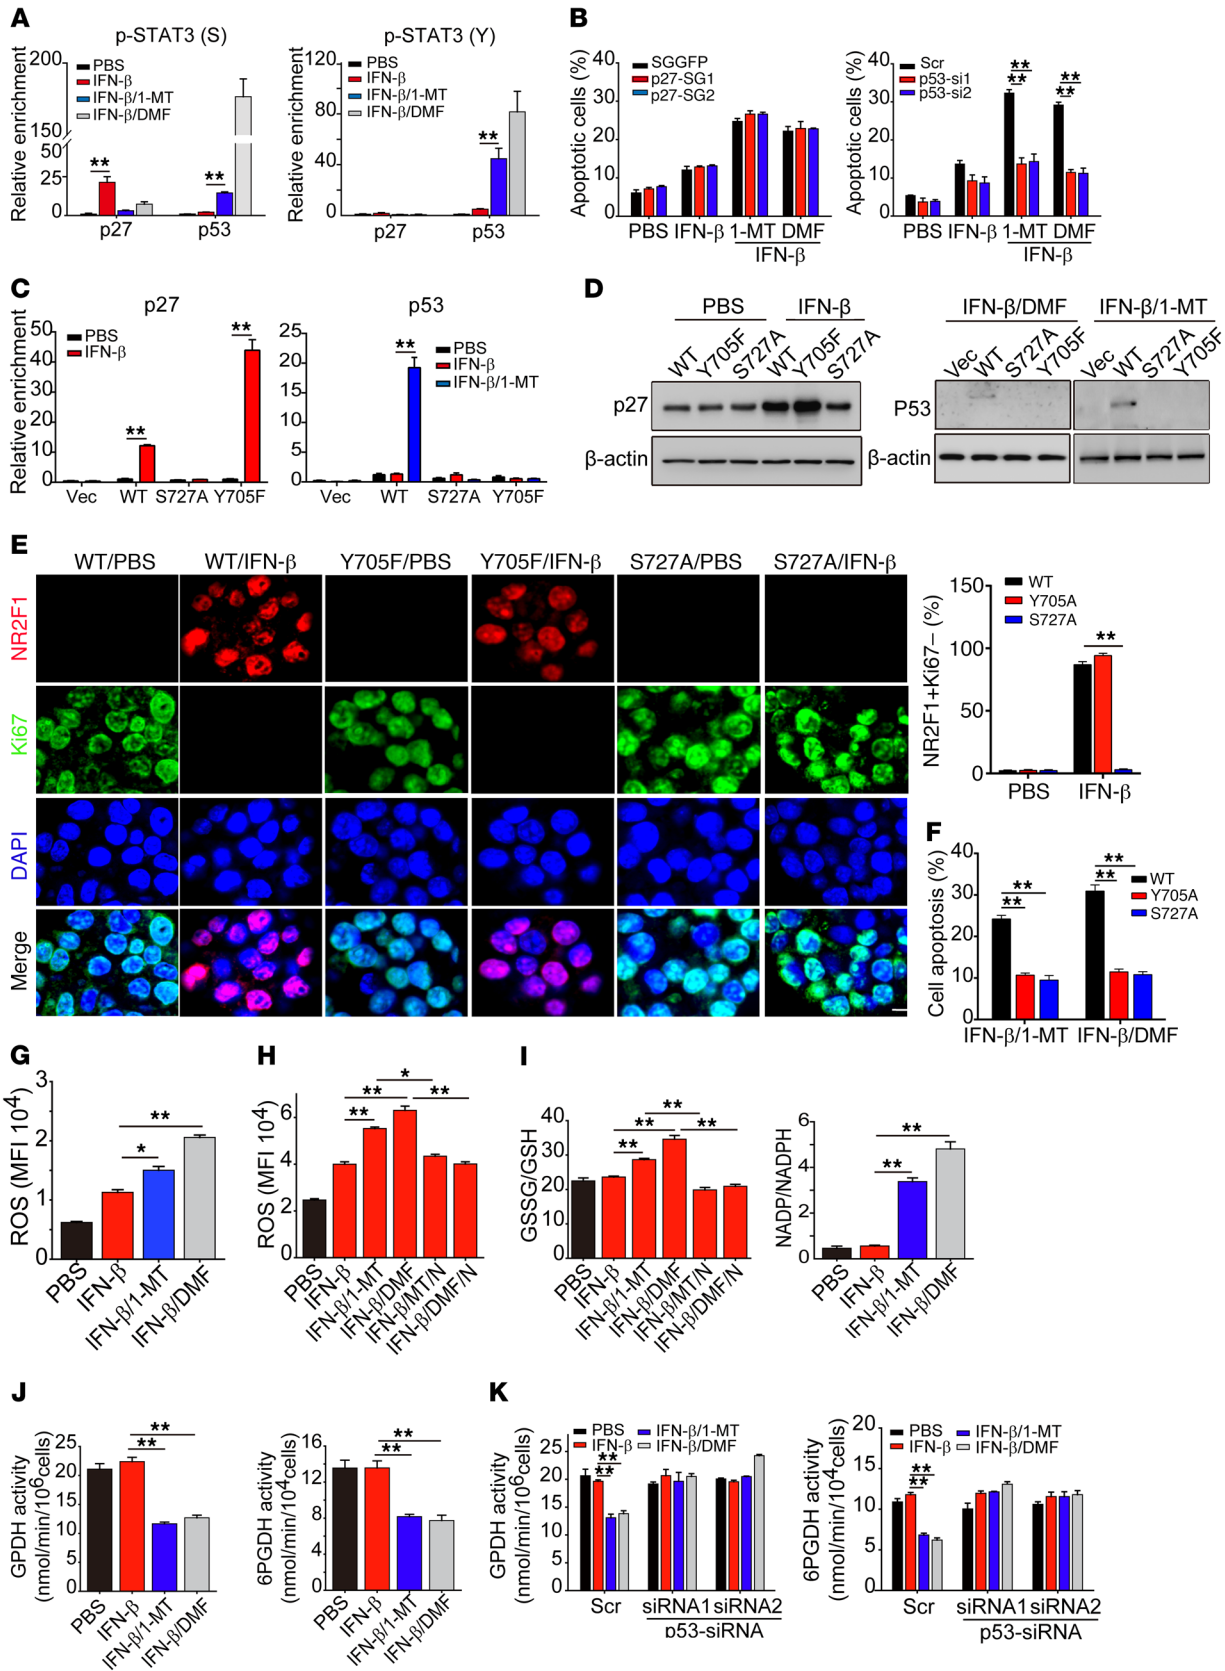 A
p-STAT3 (S)
Relative enrichment
200
150
50
25
0
PBS
IFN-β
IFN-β/1-MT
IFN-β/DMF
**
**
p27
p53
p-STAT3 (Y)
Relative enrichment
120
80
40
0
PBS
IFN-β
IFN-β/1-MT
IFN-β/DMF
**
p27
p53
B
Apoptotic cells (%)
40
30
20
10
0
SGGFP
p27-SG1
p27-SG2
PBS IFN-β 1-MT DMF
IFN-β
Apoptotic cells (%)
40
30
20
10
0
Scr
p53-si1
p53-si2
**
**
**
**
PBS IFN-β 1-MT DMF
IFN-β
C
p27
Relative enrichment
50
40
30
20
10
0
PBS
IFN-β
**
**
Vec WT S727A Y705F
p53
25
20
15
10
5
0
PBS
IFN-β
IFN-β/1-MT
**
Vec WT S727A Y705F
D
PBS IFN-β
WT Y705F S727A WT Y705F S727A
p27
β-actin
IFN-β/DMF IFN-β/1-MT
Vec WT S727A Y705F Vec WT S727A Y705F
P53
β-actin
E
WT/PBS WT/IFN-β Y705F/PBS Y705F/IFN-β S727A/PBS S727A/IFN-β
NR2F1
Ki67
DAPI
Merge
NR2F1+Ki67− (%)
150
100
50
0
WT
Y705A
S727A
**
PBS IFN-β
F
Cell apoptosis (%)
40
30
20
10
0
WT
Y705A
S727A
**
**
**
**
IFN-β/1-MT IFN-β/DMF
G
ROS (MFI 104)
3
2
1
0
**
*
PBS
IFN-β
IFN-β/1-MT
IFN-β/DMF
H
ROS (MFI 104)
6
4
2
0
*
**
**
**
PBS
IFN-β
IFN-β/1-MT
IFN-β/DMF
IFN-β/MT/N
IFN-β/DMF/N
I
GSSG/GSH
40
30
20
10
0
**
**
**
**
PBS
IFN-β
IFN-β/1-MT
IFN-β/DMF
IFN-β/MT/N
IFN-β/DMF/N
NADP/NADPH
6
4
2
0
**
**
PBS
IFN-β
IFN-β/1-MT
IFN-β/DMF
J
GPDH activity
(nmol/min/106cells)
25
20
15
10
5
0
**
**
PBS
IFN-β
IFN-β/1-MT
IFN-β/DMF
6PGDH activity
(nmol/min/104cells)
16
12
8
4
0
**
**
PBS
IFN-β
IFN-β/1-MT
IFN-β/DMF
K
GPDH activity
(nmol/min/106cells)
25
20
15
10
5
0
PBS IFN-β/1-MT
IFN-β IFN-β/DMF
**
**
Scr siRNA1 siRNA2
p53-siRNA
6PGDH activity
(nmol/min/104cells)
20
15
10
5
0
PBS IFN-β/1-MT
IFN-β IFN-β/DMF
**
**
Scr siRNA1 siRNA2
p53-siRNA